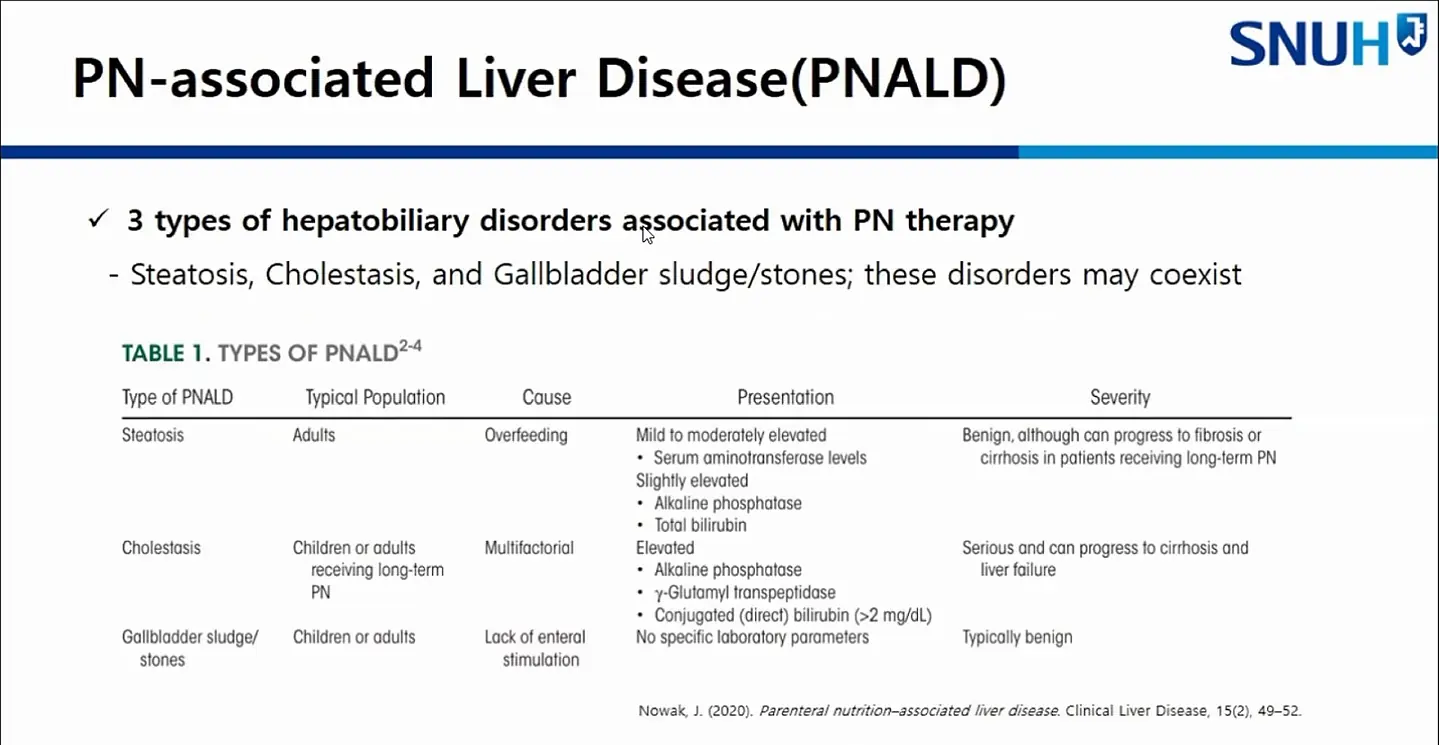 SNUH
PN-associated Liver Disease(PNALD)
✓ 3 types of hepatobiliary disorders associated with PN therapy
- Steatosis, Cholestasis, and Gallbladder sludge/stones; these disorders may coexist
TABLE 1. TYPES OF PNALD2-4
Type of PNALD Typical Population Cause Presentation Severity
Steatosis Adults Overfeeding Mild to moderately elevated Benign, although can progress to fibrosis or
• Serum aminotransferase levels cirrhosis in patients receiving long-term PN
Slightly elevated
• Alkaline phosphatase
• Total bilirubin
Cholestasis Children or adults Multifactorial Elevated Serious and can progress to cirrhosis and
receiving long-term • Alkaline phosphatase liver failure
PN • γ-Glutamyl transpeptidase
• Conjugated (direct) bilirubin (>2 mg/dL)
Gallbladder sludge/ Children or adults Lack of enteral No specific laboratory parameters Typically benign
stones stimulation
Nowak, J. (2020). Parenteral nutrition–associated liver disease. Clinical Liver Disease, 15(2), 49–52.